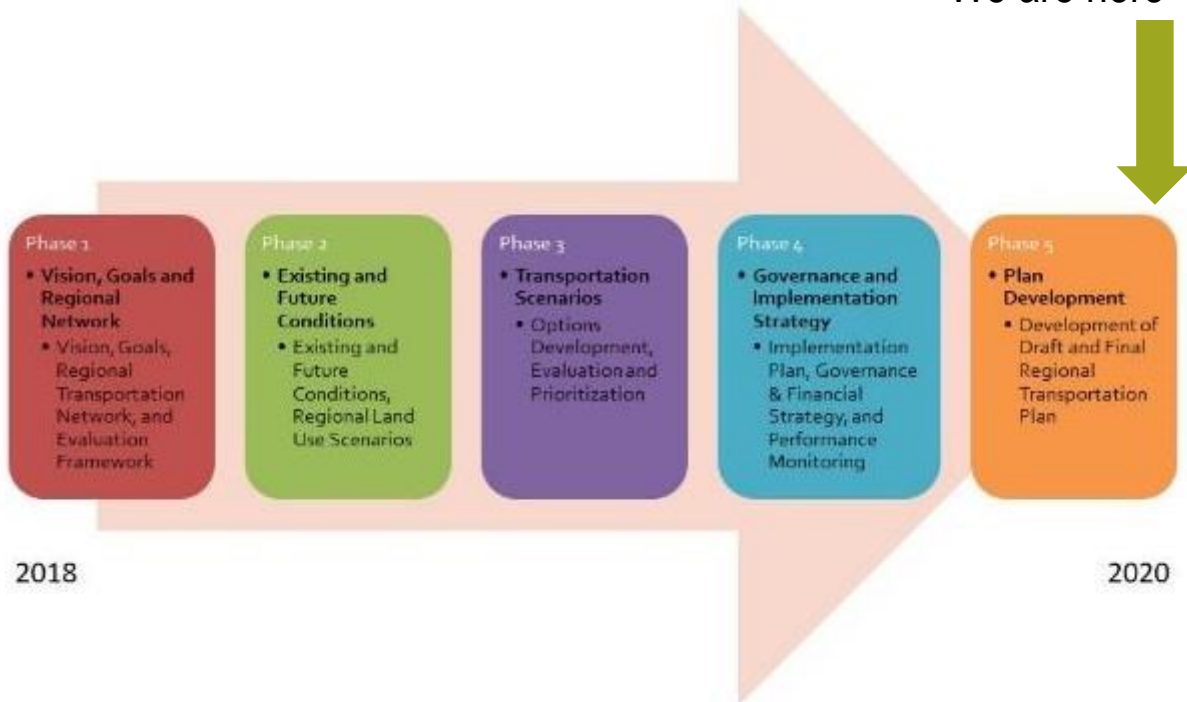 We are here
Phase 1
• Vision, Goals and
Regional
Network
• Vision, Goals,
Regional
Transportation
Network, and
Evaluation
Framework
Phase 2
• Existing and
Future
Conditions
• Existing and
Future
Conditions,
Regional Land
Use Scenarios
Phase 3
• Transportation
Scenarios
• Options
Development,
Evaluation and
Prioritization
Phase 4
• Governance and
Implementation
Strategy
• Implementation
Plan, Governance
& Financial
Strategy, and
Performance
Monitoring
Phase 5
• Plan
Development
• Development of
Draft and Final
Regional
Transportation
Plan
2018
2020